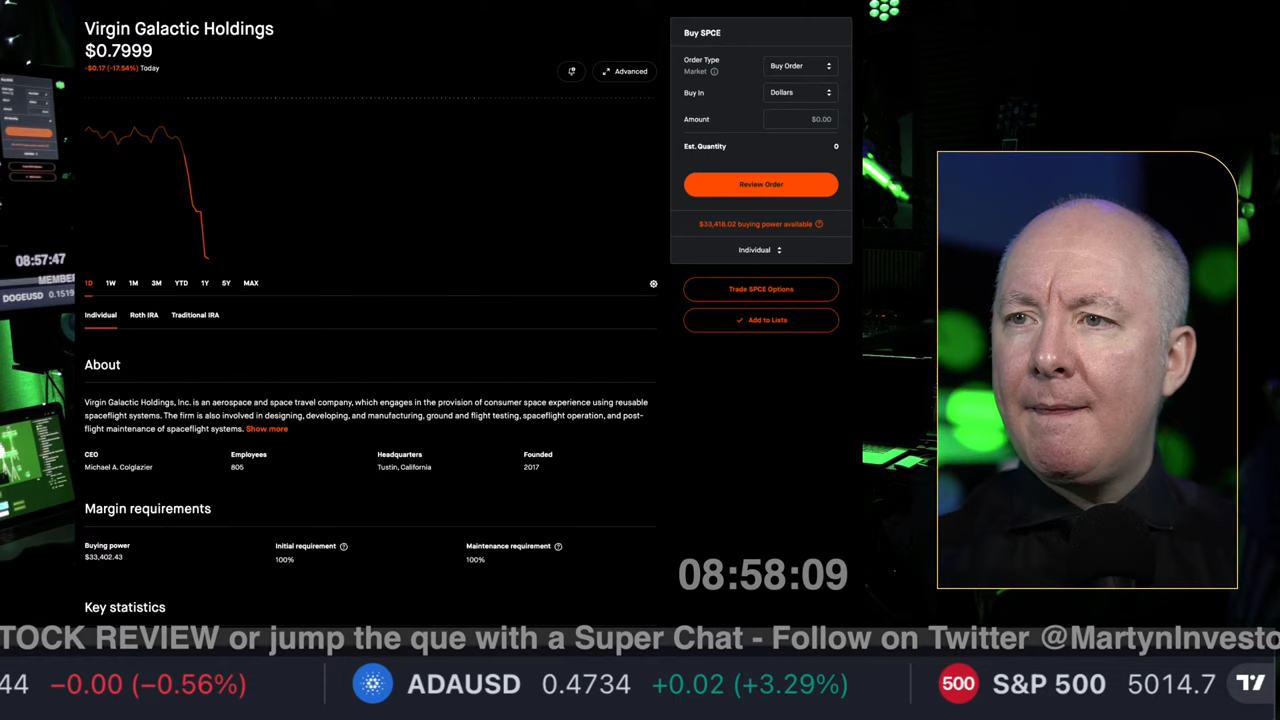 Virgin Galactic Holdings
$0.7999
-$0.17 (-17.54%) Today
Advanced
1D 1W 1M 3M YTD 1Y 5Y MAX
Individual Roth IRA Traditional IRA
About
Virgin Galactic Holdings, Inc. is an aerospace and space travel company, which engages in the provision of consumer space experience using reusable
spaceflight systems. The firm is also involved in designing, developing, and manufacturing, ground and flight testing, spaceflight operation, and post-
flight maintenance of spaceflight systems. Show more
CEO Employees Headquarters Founded
Michael A. Colglazier 805 Tustin, California 2017
Margin requirements
Buying power Initial requirement Maintenance requirement
$33,402.43 100% 100%
Key statistics
Buy SPCE
Order Type
Market
Buy Order
Buy In Dollars
Amount $0.00
Est. Quantity 0
Review Order
$33,418.02 buying power available
Individual
Trade SPCE Options
Add to Lists
08:57:47
MEMBER
DOGEUSD 0.1519
08:58:09
TOCK REVIEW or jump the que with a Super Chat - Follow on Twitter @MartynInvesto
44 −0.00 (−0.56%) ADAUSD 0.4734 +0.02 (+3.29%) 500 S&P 500 5014.7